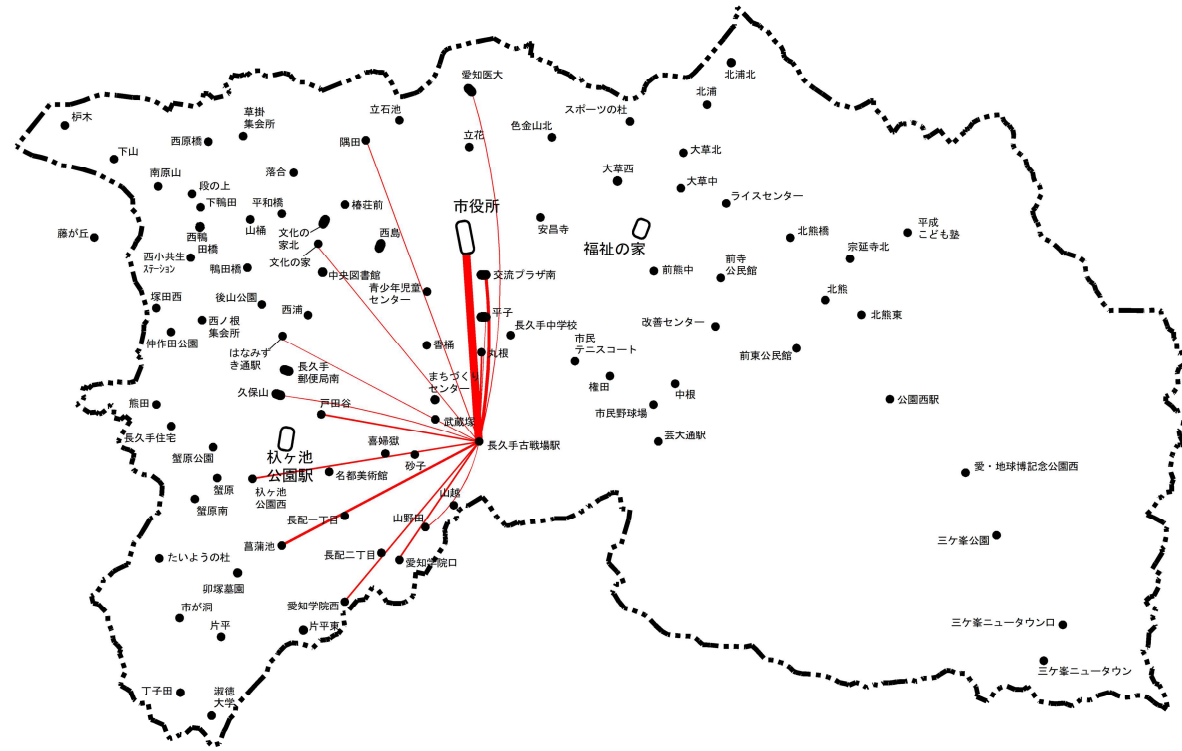 北浦北
愛知医大
北浦
スポーツの杜
立石池
草掛
集会所
色金山北
枦木
西原橋
隅田
立花
大草北
下山
大草西
南原山
落合
大草中
段の上
下鴨田
平和橋
椿荘前
市役所
ライスセンター
山桶
文化の
家北
西島
安昌寺
福祉の家
平成
こども塾
藤が丘
西鴨
田橋
北熊橋
宗延寺北
西小共生
ステーション
鴨田橋
文化の家
中央図書館
交流プラザ南
前熊中
前寺
公民館
青少年児童
センター
塚田西
後山公園
西浦
北熊
西ノ根
集会所
平子
長久手中学校
改善センター
北熊東
仲作田公園
はなみず
き通駅
番桶
丸根
市民
テニスコート
前東公民館
長久手
郵便局南
まちづくり
センター
権田
中根
久保山
熊田
戸田谷
武蔵塚
市民野球場
公園西駅
長久手住宅
長久手古戦場駅
芸大通駅
蟹原公園
杁ヶ池
公園駅
喜婦嶽
砂子
蟹原
杁ヶ池
公園西
名都美術館
愛・地球博記念公園西
蟹原南
山越
長配一丁目
山野田
三ケ峯公園
菖蒲池
たいようの杜
長配二丁目
愛知学院口
卯塚墓園
市が洞
愛知学院西
片平
片平東
三ケ峯ニュータウン口
三ケ峯ニュータウン
丁子田
淑徳
大学